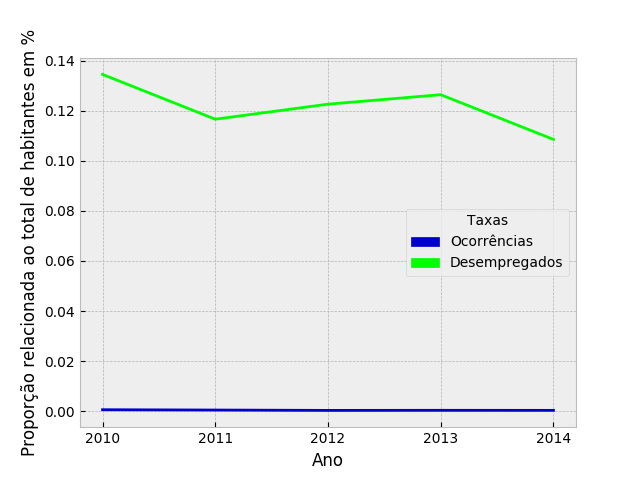 Proporção relacionada ao total de habitantes em %
0.14
0.12
0.10
0.08
0.06
0.04
0.02
0.00
Taxas
Ocorrências
Desempregados
2010 2011 2012 2013 2014
Ano